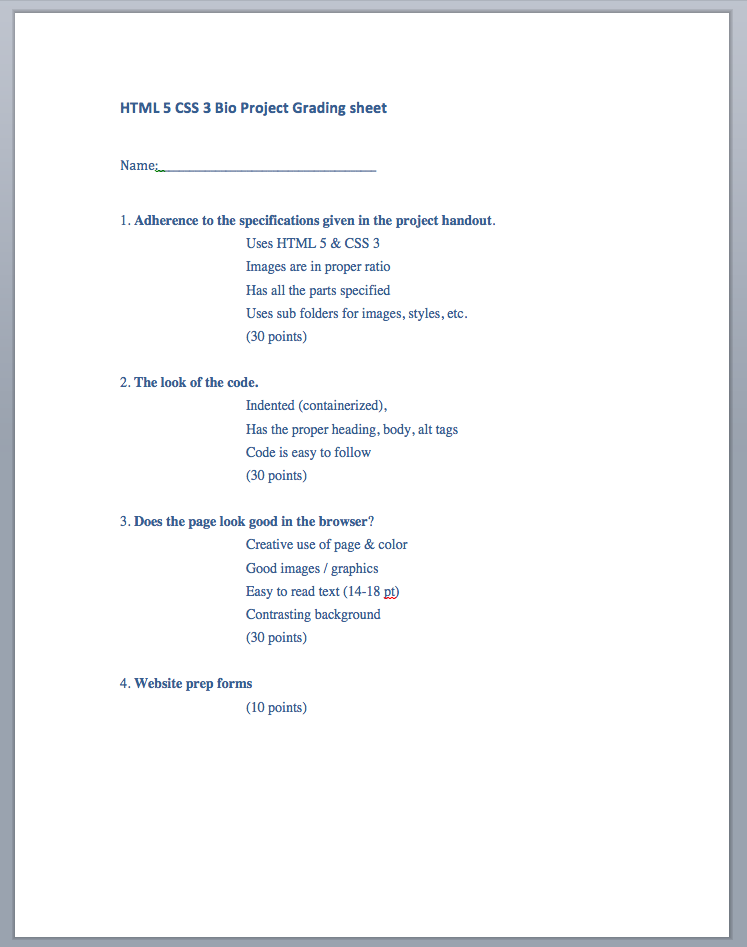 HTML 5 CSS 3 Bio Project Grading sheet
Name:_______________________________
1. Adherence to the specifications given in the project handout.
Uses HTML 5 & CSS 3
Images are in proper ratio
Has all the parts specified
Uses sub folders for images, styles, etc.
(30 points)
2. The look of the code.
Indented (containerized),
Has the proper heading, body, alt tags
Code is easy to follow
(30 points)
3. Does the page look good in the browser?
Creative use of page & color
Good images / graphics
Easy to read text (14-18 pt)
Contrasting background
(30 points)
4. Website prep forms
(10 points)